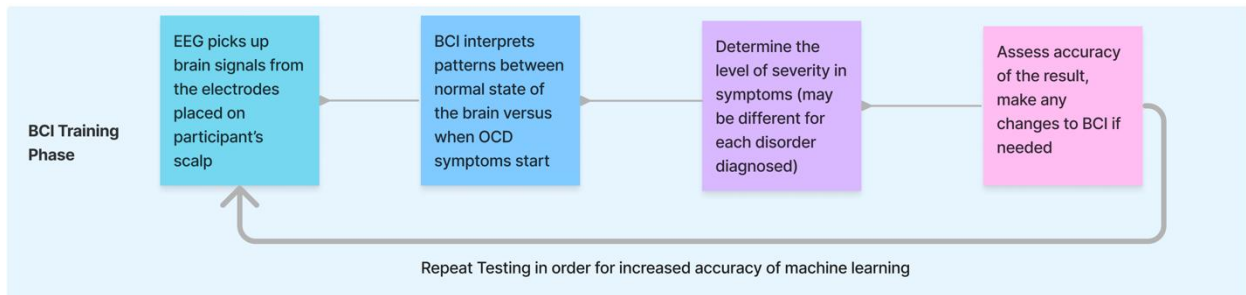 BCI Training
Phase
EEG picks up
brain signals from
the electrodes
placed on
participant's
scalp
BCI interprets
patterns between
normal state of
the brain versus
when OCD
symptoms start
Determine the
level of severity in
symptoms (may
be different for
each disorder
diagnosed)
Assess accuracy
of the result,
make any
changes to BCI if
needed
Repeat Testing in order for increased accuracy of machine learning